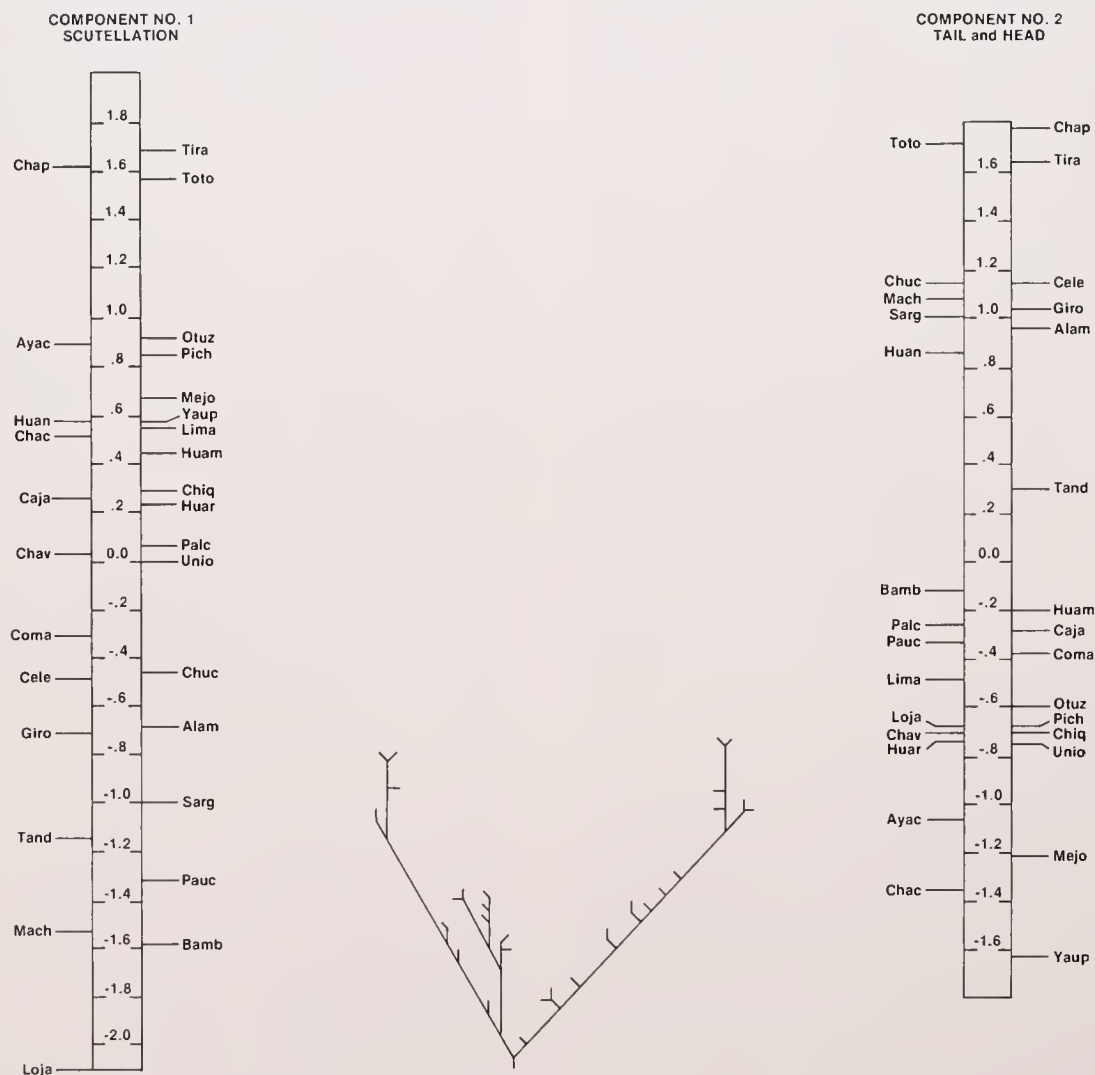 COMPONENT NO. 1
SCUTELLATION
1.8
Tira
Chap
1.6
Toto
1.4
1.2
1.0
Otuz
Ayac
Pich
.8
Mejo
.6
Yaup
Huan
Lima
Chac
Huam
.4
Chiq
Caja
Huar
.2
Palc
Chav
0.0
Unio
-.2
Coma
-.4
Chuc
Cele
-.6
Alam
Giro
-.8
-1.0
Sarg
Tand
-1.2
Pauc
-1.4
Mach
Bamb
-1.6
-1.8
-2.0
Loja
COMPONENT NO. 2
TAIL and HEAD
Chap
Toto
Tira
1.6
1.4
1.2
Chuc
Cele
Mach
Giro
Sarg
1.0
Alam
Huan
.8
.6
.4
Tand
.2
0.0
Bamb
-.2
Huam
Palc
Caja
Pauc
-.4
Coma
Lima
-.6
Otuz
Loja
Pich
Chav
Chiq
Huar
-.8
Unio
-1.0
Ayac
-1.2
Mejo
Chac
-1.4
-1.6
Yaup